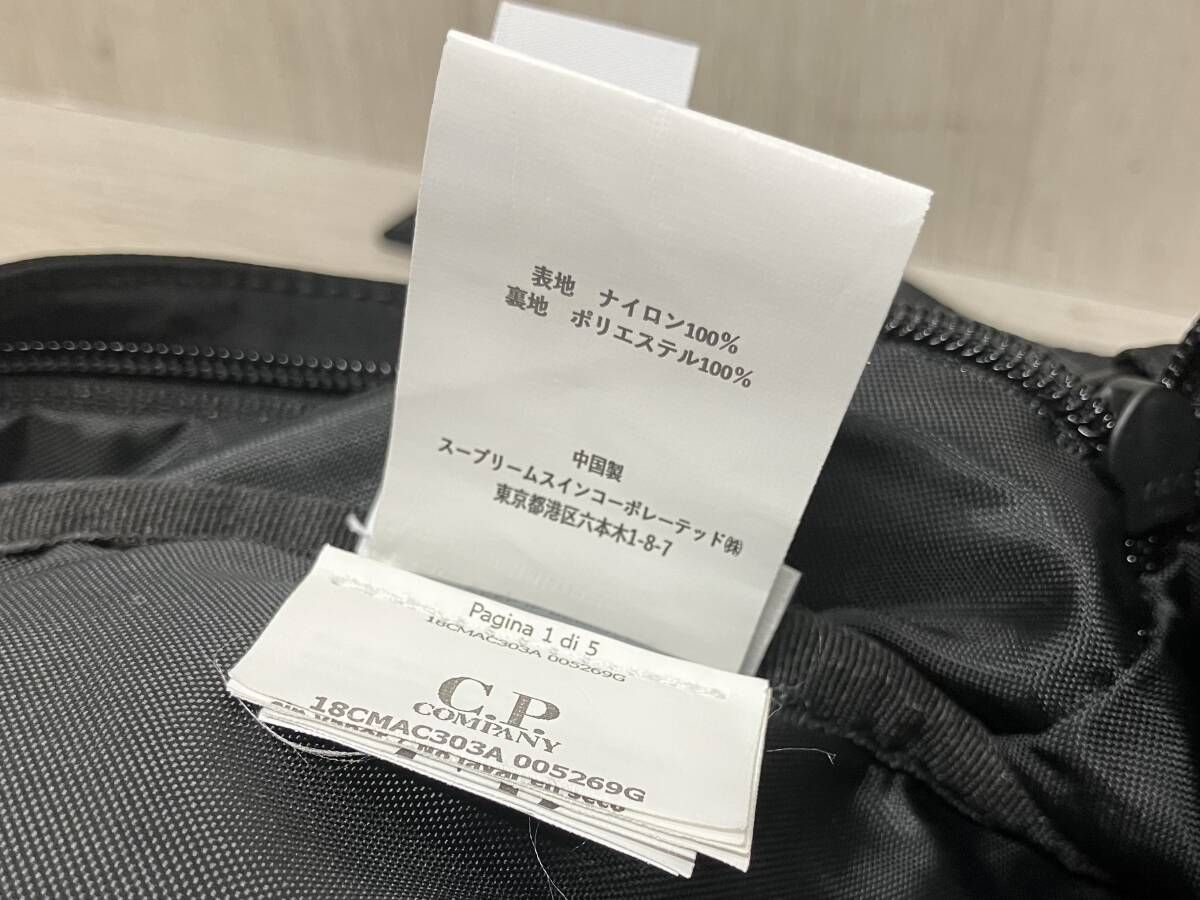 表地　ナイロン100%
裏地　ポリエステル100%
中国製
スープリームスインコーポレーテッド㈱
東京都港区六本木1-8-7
Pagina 1 di 5
18CMAC303A 005269G
C.P.
COMPANY
18CMAC303A 005269G
lavar en seco